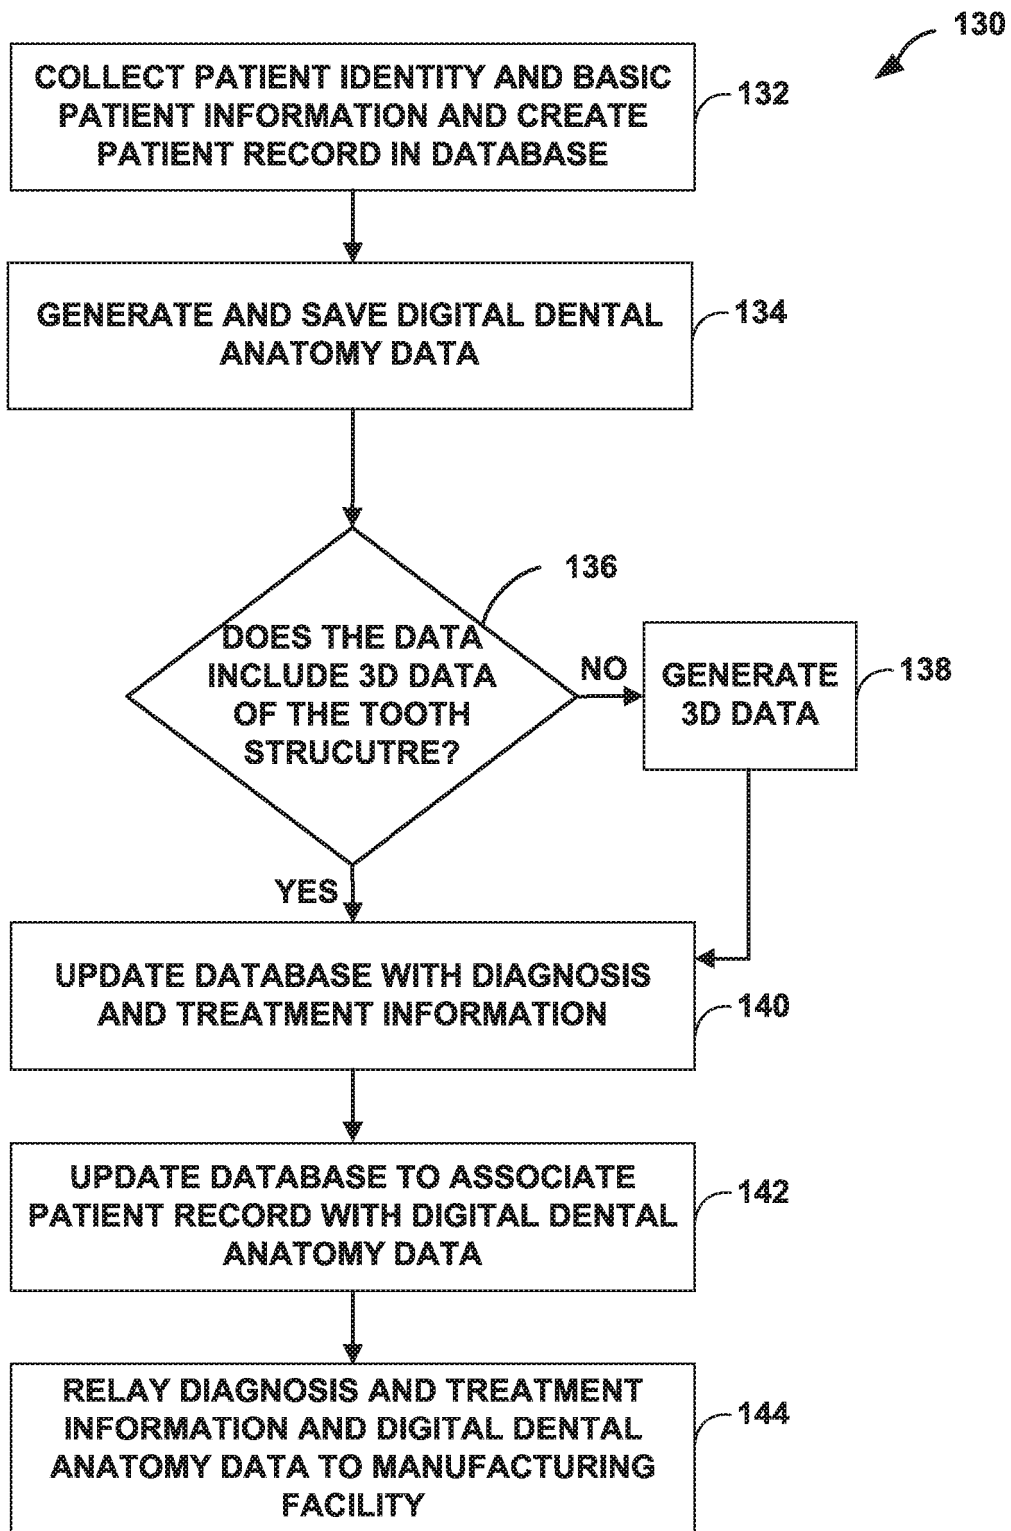 130
COLLECT PATIENT IDENTITY AND BASIC
PATIENT INFORMATION AND CREATE
PATIENT RECORD IN DATABASE
132
GENERATE AND SAVE DIGITAL DENTAL
ANATOMY DATA
134
136
DOES THE DATA
INCLUDE 3D DATA
OF THE TOOTH
STRUCUTRE?
NO
GENERATE
3D DATA
138
YES
UPDATE DATABASE WITH DIAGNOSIS
AND TREATMENT INFORMATION
140
UPDATE DATABASE TO ASSOCIATE
PATIENT RECORD WITH DIGITAL DENTAL
ANATOMY DATA
142
RELAY DIAGNOSIS AND TREATMENT
INFORMATION AND DIGITAL DENTAL
ANATOMY DATA TO MANUFACTURING
FACILITY
144